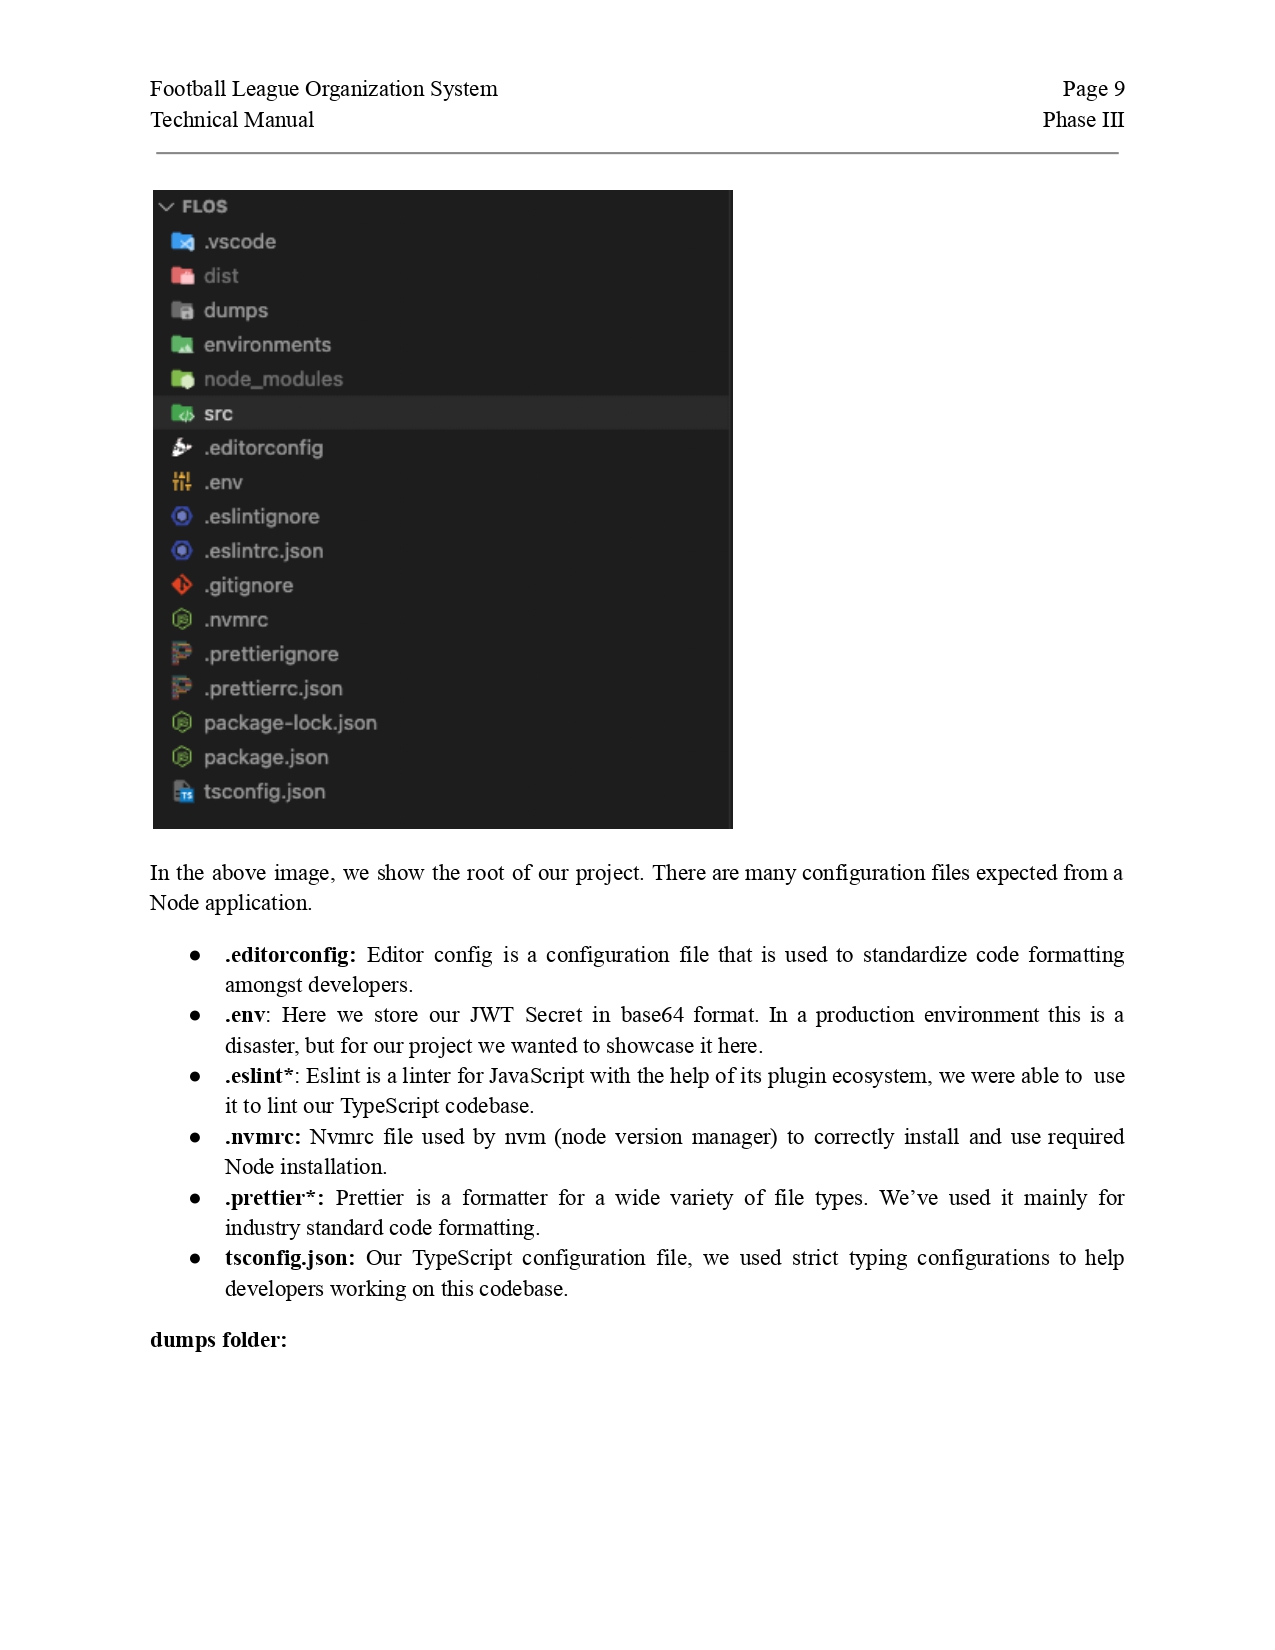 Football League Organization System Page 9
Technical Manual Phase III
FLOS
.vscode
dist
dumps
environments
node_modules
src
.editorconfig
.env
.eslintignore
.eslintrc.json
.gitignore
.nvmrc
.prettierignore
.prettierrc.json
package-lock.json
package.json
tsconfig.json
In the above image, we show the root of our project. There are many configuration files expected from a
Node application.
● .editorconfig: Editor config is a configuration file that is used to standardize code formatting
amongst developers.
● .env: Here we store our JWT Secret in base64 format. In a production environment this is a
disaster, but for our project we wanted to showcase it here.
● .eslint*: Eslint is a linter for JavaScript with the help of its plugin ecosystem, we were able to use
it to lint our TypeScript codebase.
● .nvmrc: Nvmrc file used by nvm (node version manager) to correctly install and use required
Node installation.
● .prettier*: Prettier is a formatter for a wide variety of file types. We’ve used it mainly for
industry standard code formatting.
● tsconfig.json: Our TypeScript configuration file, we used strict typing configurations to help
developers working on this codebase.
dumps folder: